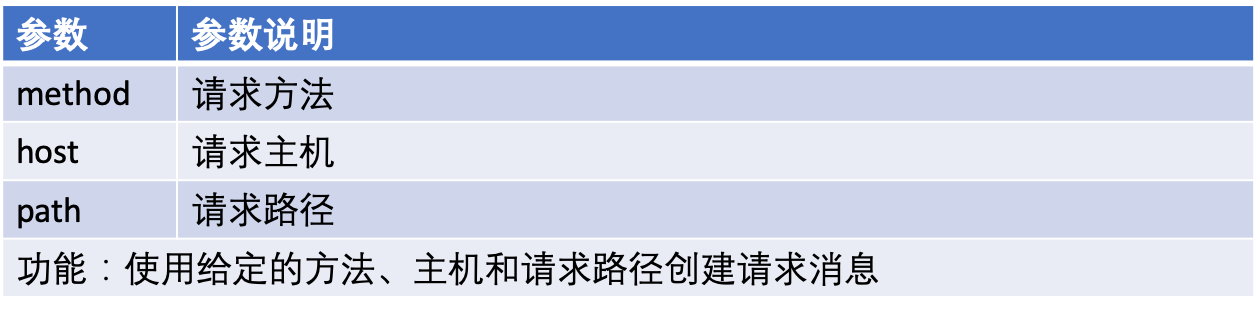 参数 参数说明
method 请求方法
host 请求主机
path 请求路径
功能：使用给定的方法、主机和请求路径创建请求消息